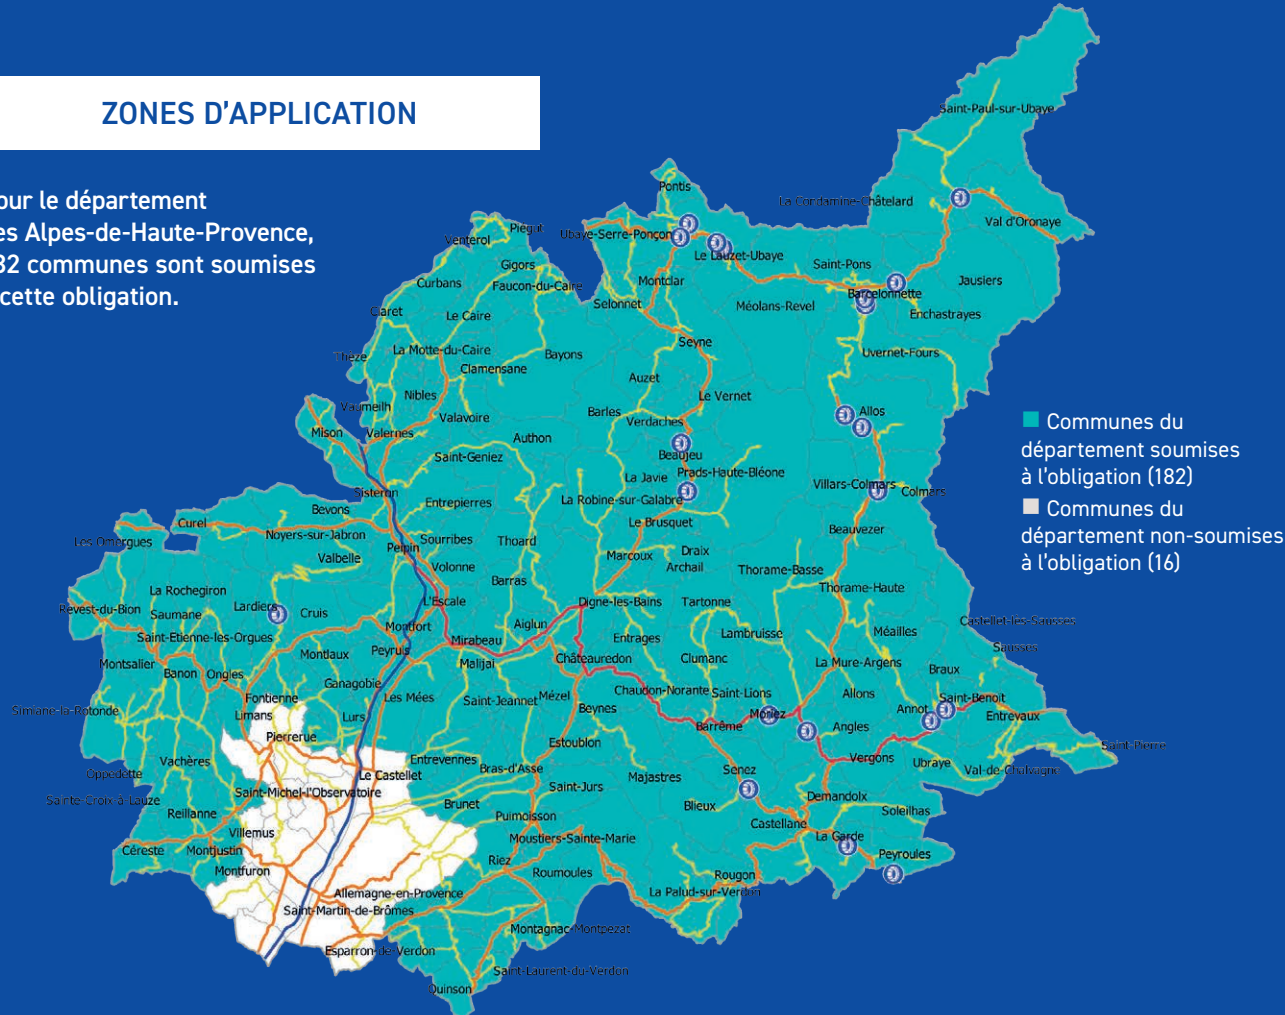 ZONES D'APPLICATION
our le département
es Alpes-de-Haute-Provence,
32 communes sont soumises
cette obligation.
Saint-Paul-sur-Ubaye
Pontis
La Condamine-Châtelard
Val d'Oronaye
Piégut
Ubaye-Serre-Ponçon
Venterol
Le Lauzet-Ubaye
Saint-Pons
Gigors
Jausiers
Curbans
Faucon-du-Caire
Montclar
Barcelonnette
Selonnet
Méolans-Revel
Enchastrayes
Claret
Le Caire
Seyne
La Motte-du-Caire
Bayons
Uvernet-Fours
Thèze
Clamensane
Auzet
Nibles
Le Vernet
Vaumeilh
Valavoire
Barles
Allos
Verdaches
Mison
Valernes
Authon
Saint-Geniez
Beaujeu
La Javie
Prads-Haute-Bléone
Villars-Colmars
Colmars
Sisteron
Entrepierres
La Robine-sur-Galabre
Bevons
Le Brusquet
Beauvezer
Curel
Noyers-sur-Jabron
Les Omergues
Peipin
Sourribes
Thoard
Valbelle
Volonne
Marcoux
Draix
Archail
Thorame-Basse
Barras
La Rochegiron
Thorame-Haute
Revest-du-Bion
Saumane
Lardiers
Cruis
L'Escale
Digne-les-Bains
Tartonne
Castellet-les-Sausses
Saint-Etienne-les-Orgues
Montfort
Mirabeau
Aiglun
Entrages
Lambruisse
Méailles
Sausses
Montsalier
Montlaux
Peyruis
Malijai
Châteauredon
Clumanc
La Mure-Argens
Braux
Banon
Ongles
Ganagobie
Les Mées
Chaudon-Norante
Saint-Lions
Allons
Saint-Benoit
Fontienne
Saint-Jeannet
Mézel
Simiane-la-Rotonde
Limans
Lurs
Beynes
Moriez
Annot
Entrevaux
Barrême
Angles
Pierrerue
Estoublon
Saint-Pierre
Vachères
Entrevennes
Bras-d'Asse
Senez
Vergons
Ubraye
Val-de-Chalvagne
Oppedette
Le Castellet
Majastres
Saint-Michel-l'Observatoire
Saint-Jurs
Sainte-Croix-à-Lauze
Brunet
Blieux
Demandolx
Soleilhas
Reillanne
Puimoisson
Castellane
Villemus
Moustiers-Sainte-Marie
La Garde
Céreste
Montjustin
Peyroules
Montfuron
Riez
Roumoules
Rougon
Allemagne-en-Provence
La Palud-sur-Verdon
Saint-Martin-de-Brômes
Montagnac-Montpezat
Esparron-de-Verdon
Saint-Laurent-du-Verdon
Quinson
Communes du
département soumises
à l'obligation (182)
Communes du
département non-soumises
à l'obligation (16)